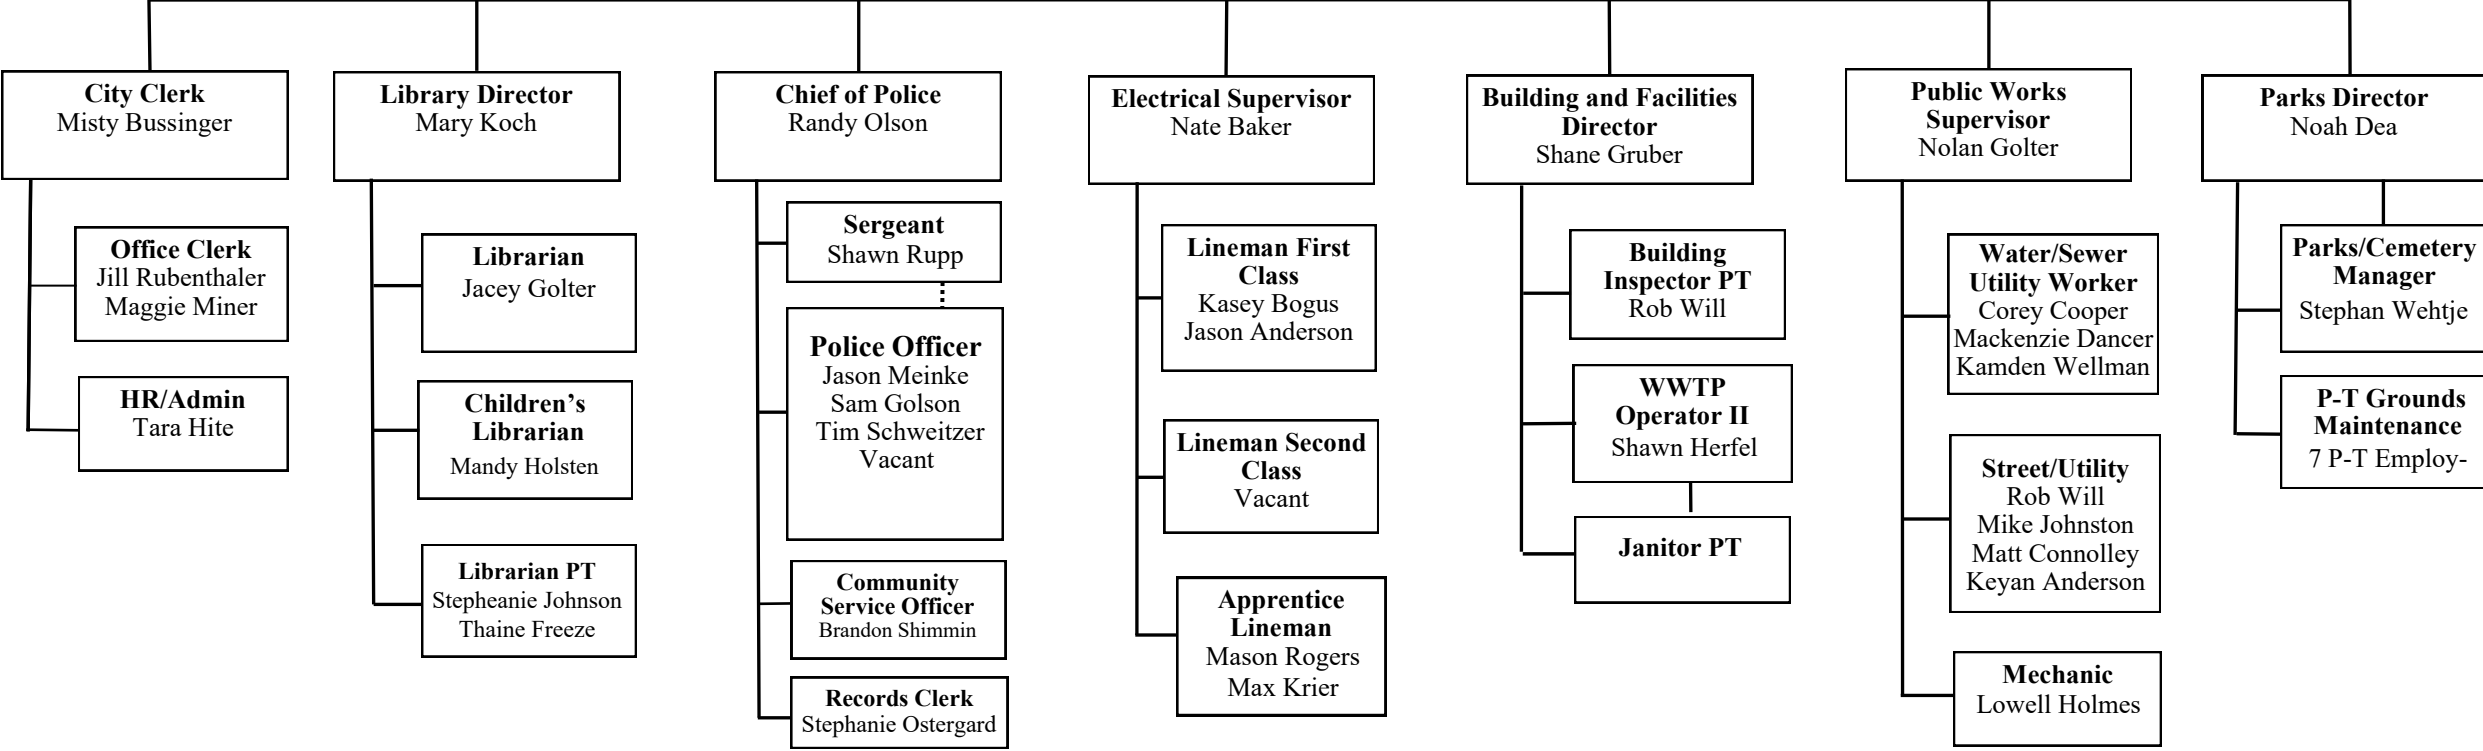 City Clerk
Misty Bussinger
Office Clerk
Jill Rubenthaler
Maggie Miner
HR/Admin
Tara Hite
Library Director
Mary Koch
Librarian
Jacey Golter
Children’s
Librarian
Mandy Holsten
Librarian PT
Stepheanie Johnson
Thaine Freeze
Chief of Police
Randy Olson
Sergeant
Shawn Rupp
Police Officer
Jason Meinke
Sam Golson
Tim Schweitzer
Vacant
Community
Service Officer
Brandon Shimmin
Records Clerk
Stephanie Ostergard
Electrical Supervisor
Nate Baker
Lineman First
Class
Kasey Bogus
Jason Anderson
Lineman Second
Class
Vacant
Apprentice
Lineman
Mason Rogers
Max Krier
Building and Facilities
Director
Shane Gruber
Building
Inspector PT
Rob Will
WWTP
Operator II
Shawn Herfel
Janitor PT
Public Works
Supervisor
Nolan Golter
Water/Sewer
Utility Worker
Corey Cooper
Mackenzie Dancer
Kamden Wellman
Street/Utility
Rob Will
Mike Johnston
Matt Connolley
Keyan Anderson
Mechanic
Lowell Holmes
Parks Director
Noah Dea
Parks/Cemetery
Manager
Stephan Wehtje
P-T Grounds
Maintenance
7 P-T Employ-